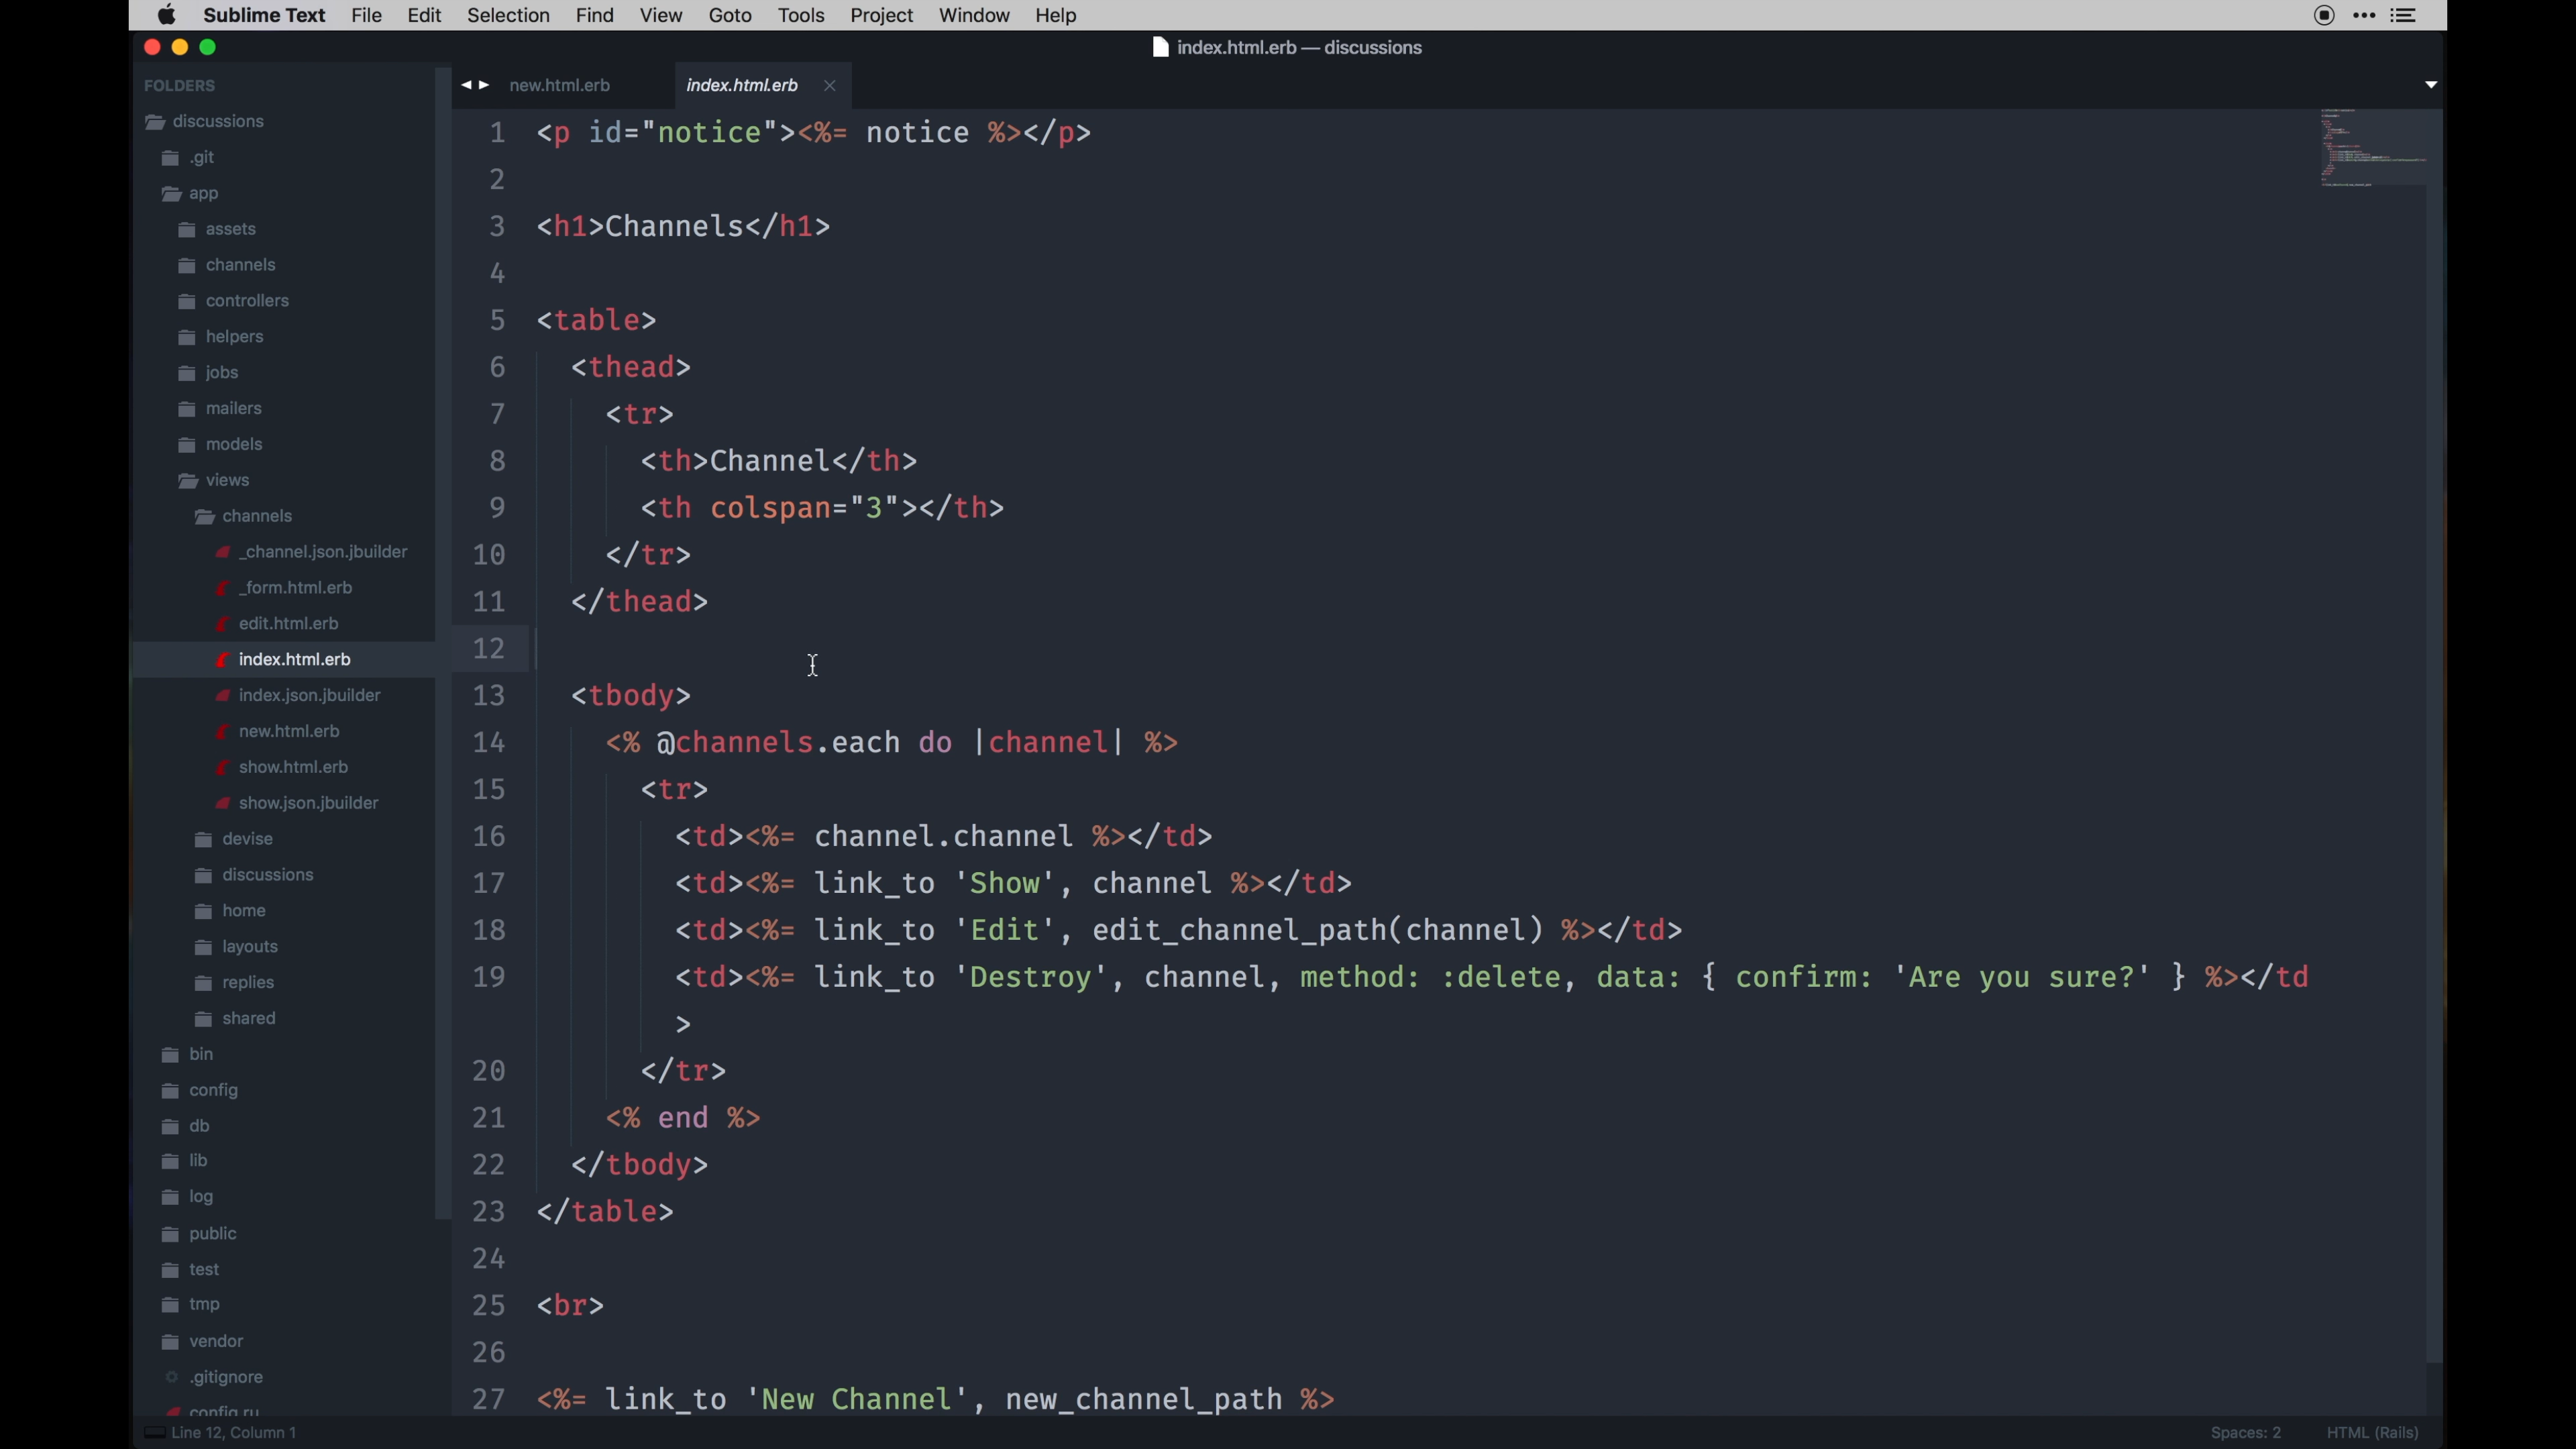 Sublime Text File Edit Selection Find View Goto Tools Project Window Help
index.html.erb — discussions
FOLDERS
discussions
.git
app
assets
channels
controllers
helpers
jobs
mailers
models
views
channels
_channel.json.jbuilder
_form.html.erb
edit.html.erb
index.html.erb
index.json.jbuilder
new.html.erb
show.html.erb
show.json.jbuilder
devise
discussions
home
layouts
replies
shared
bin
config
db
lib
log
public
test
tmp
vendor
.gitignore
config.ru
new.html.erb index.html.erb
1 <p id="notice"><%= notice %></p>
2
3 <h1>Channels</h1>
4
5 <table>
6   <thead>
7     <tr>
8       <th>Channel</th>
9       <th colspan="3"></th>
10     </tr>
11   </thead>
12
13   <tbody>
14     <% @channels.each do |channel| %>
15       <tr>
16         <td><%= channel.channel %></td>
17         <td><%= link_to 'Show', channel %></td>
18         <td><%= link_to 'Edit', edit_channel_path(channel) %></td>
19         <td><%= link_to 'Destroy', channel, method: :delete, data: { confirm: 'Are you sure?' } %></td
>
20       </tr>
21     <% end %>
22   </tbody>
23 </table>
24
25 <br>
26
27 <%= link_to 'New Channel', new_channel_path %>
Line 12, Column 1
Spaces: 2 HTML (Rails)